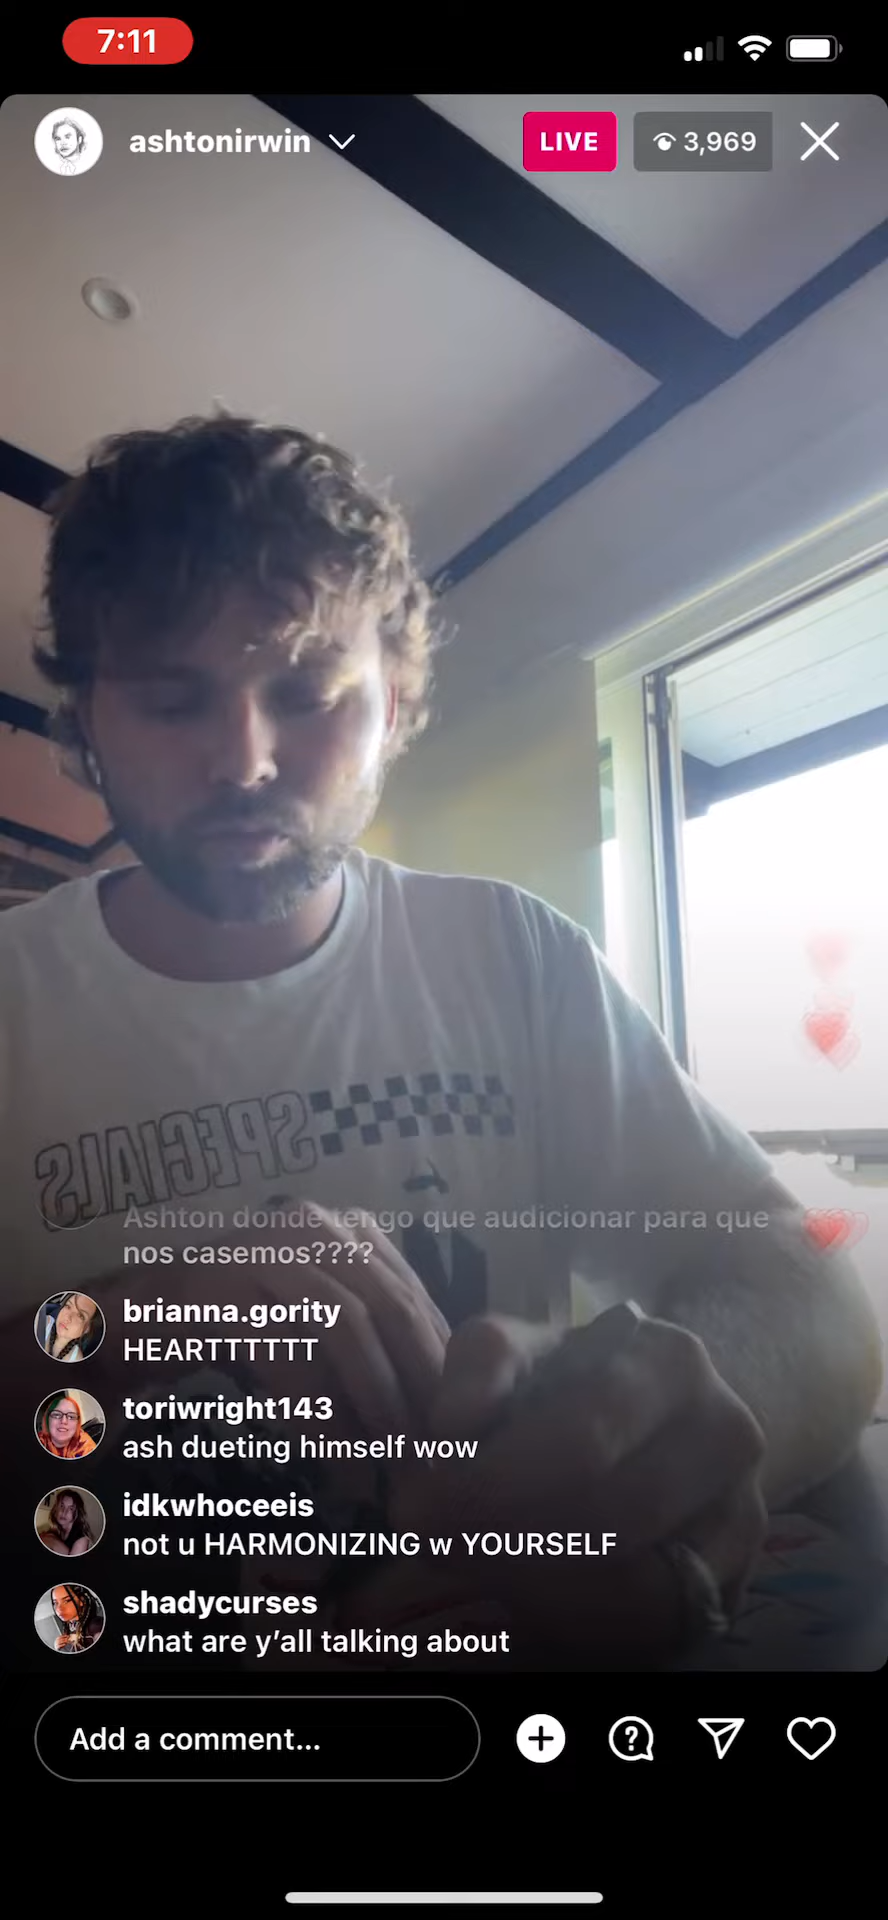 7:11
ashtonirwin
LIVE
3,969
SPECIALS
Ashton donde tengo que audicionar para que
nos casemos????
brianna.gority
HEARTTTTTT
toriwright143
ash dueting himself wow
idkwhoceeis
not u HARMONIZING w YOURSELF
shadycurses
what are y’all talking about
Add a comment...